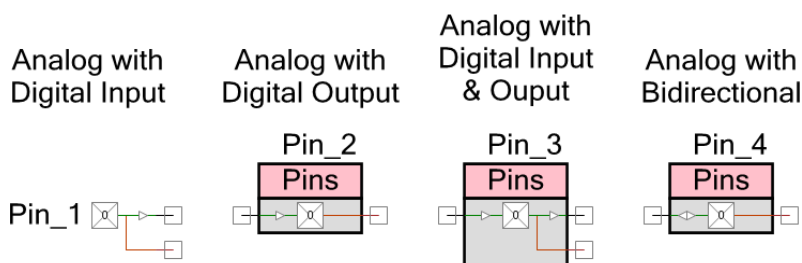 Analog with
Digital Input
Analog with
Digital Output
Analog with
Digital Input
& Ouput
Analog with
Bidirectional
Pin_1
0
Pin_2
Pins
0
Pin_3
Pins
0
Pin_4
Pins
0